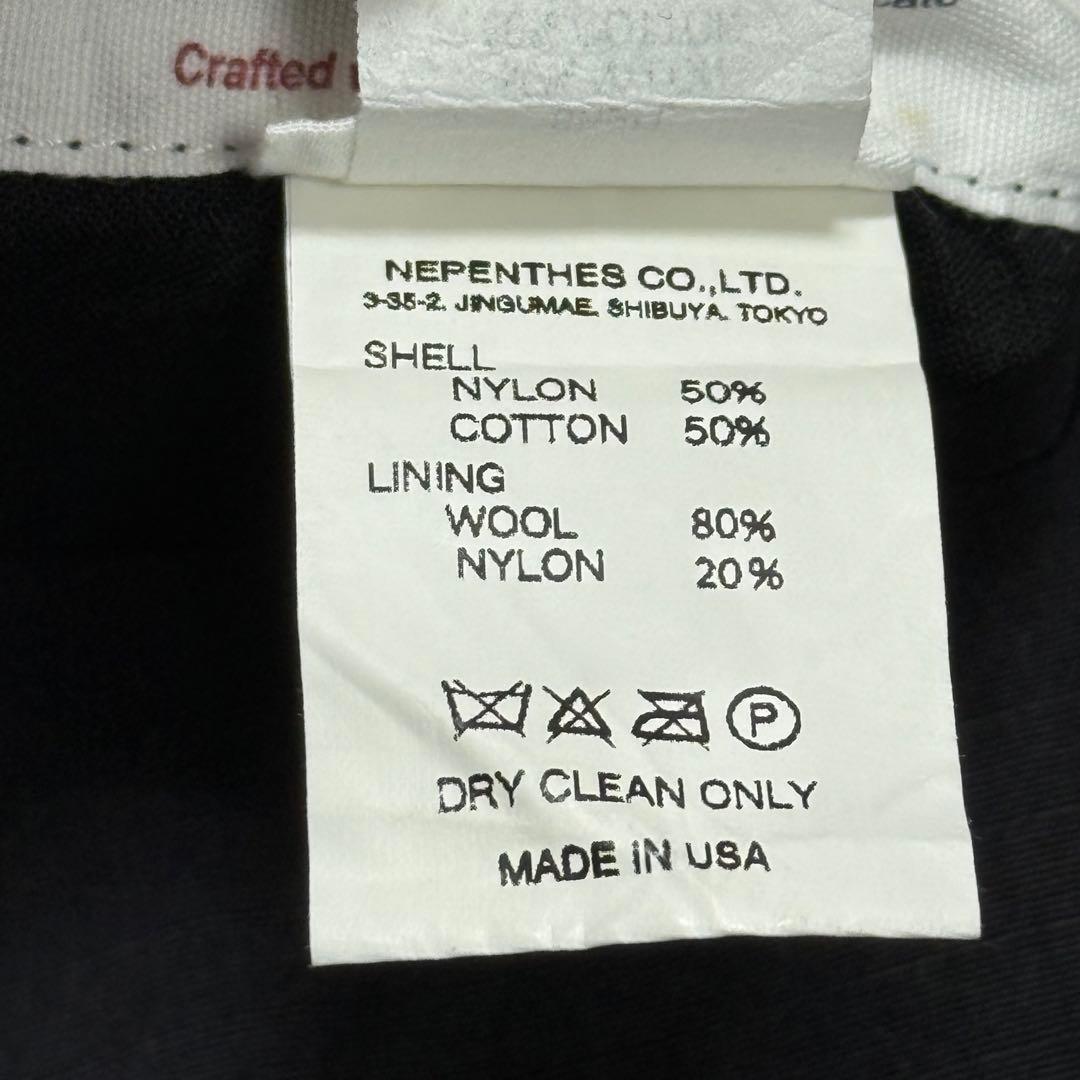 Crafted
NEPENTHES CO.,LTD.
3-35-2. JINGUMAE. SHIBUYA. TOKYO
SHELL
NYLON 50%
COTTON 50%
LINING
WOOL 80%
NYLON 20%
P
DRY CLEAN ONLY
MADE IN USA